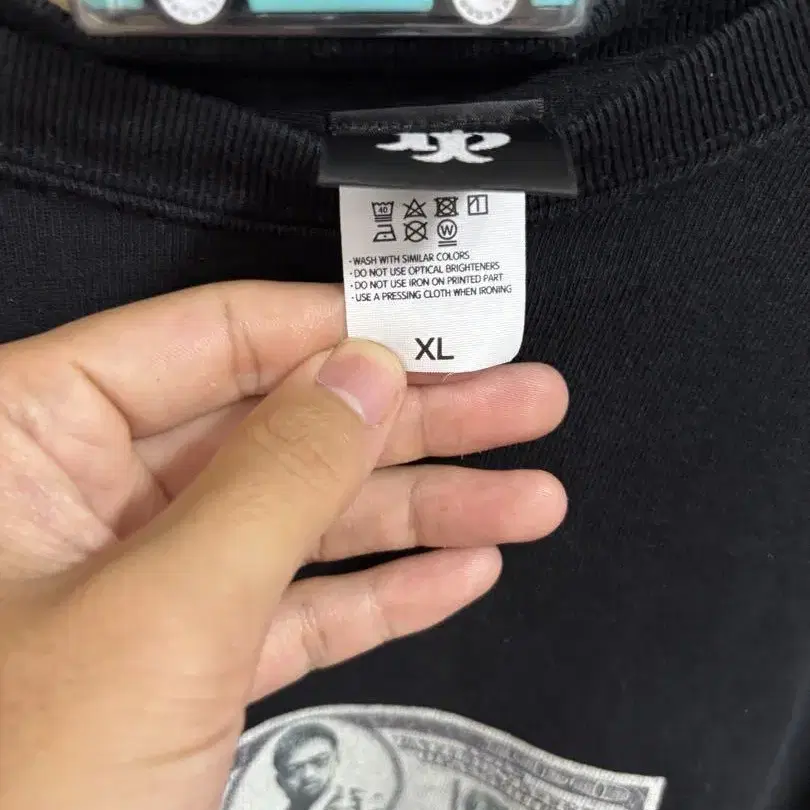 40
W
· WASH WITH SIMILAR COLORS
· DO NOT USE OPTICAL BRIGHTENERS
· DO NOT USE IRON ON PRINTED PART
· USE A PRESSING CLOTH WHEN IRONING
XL